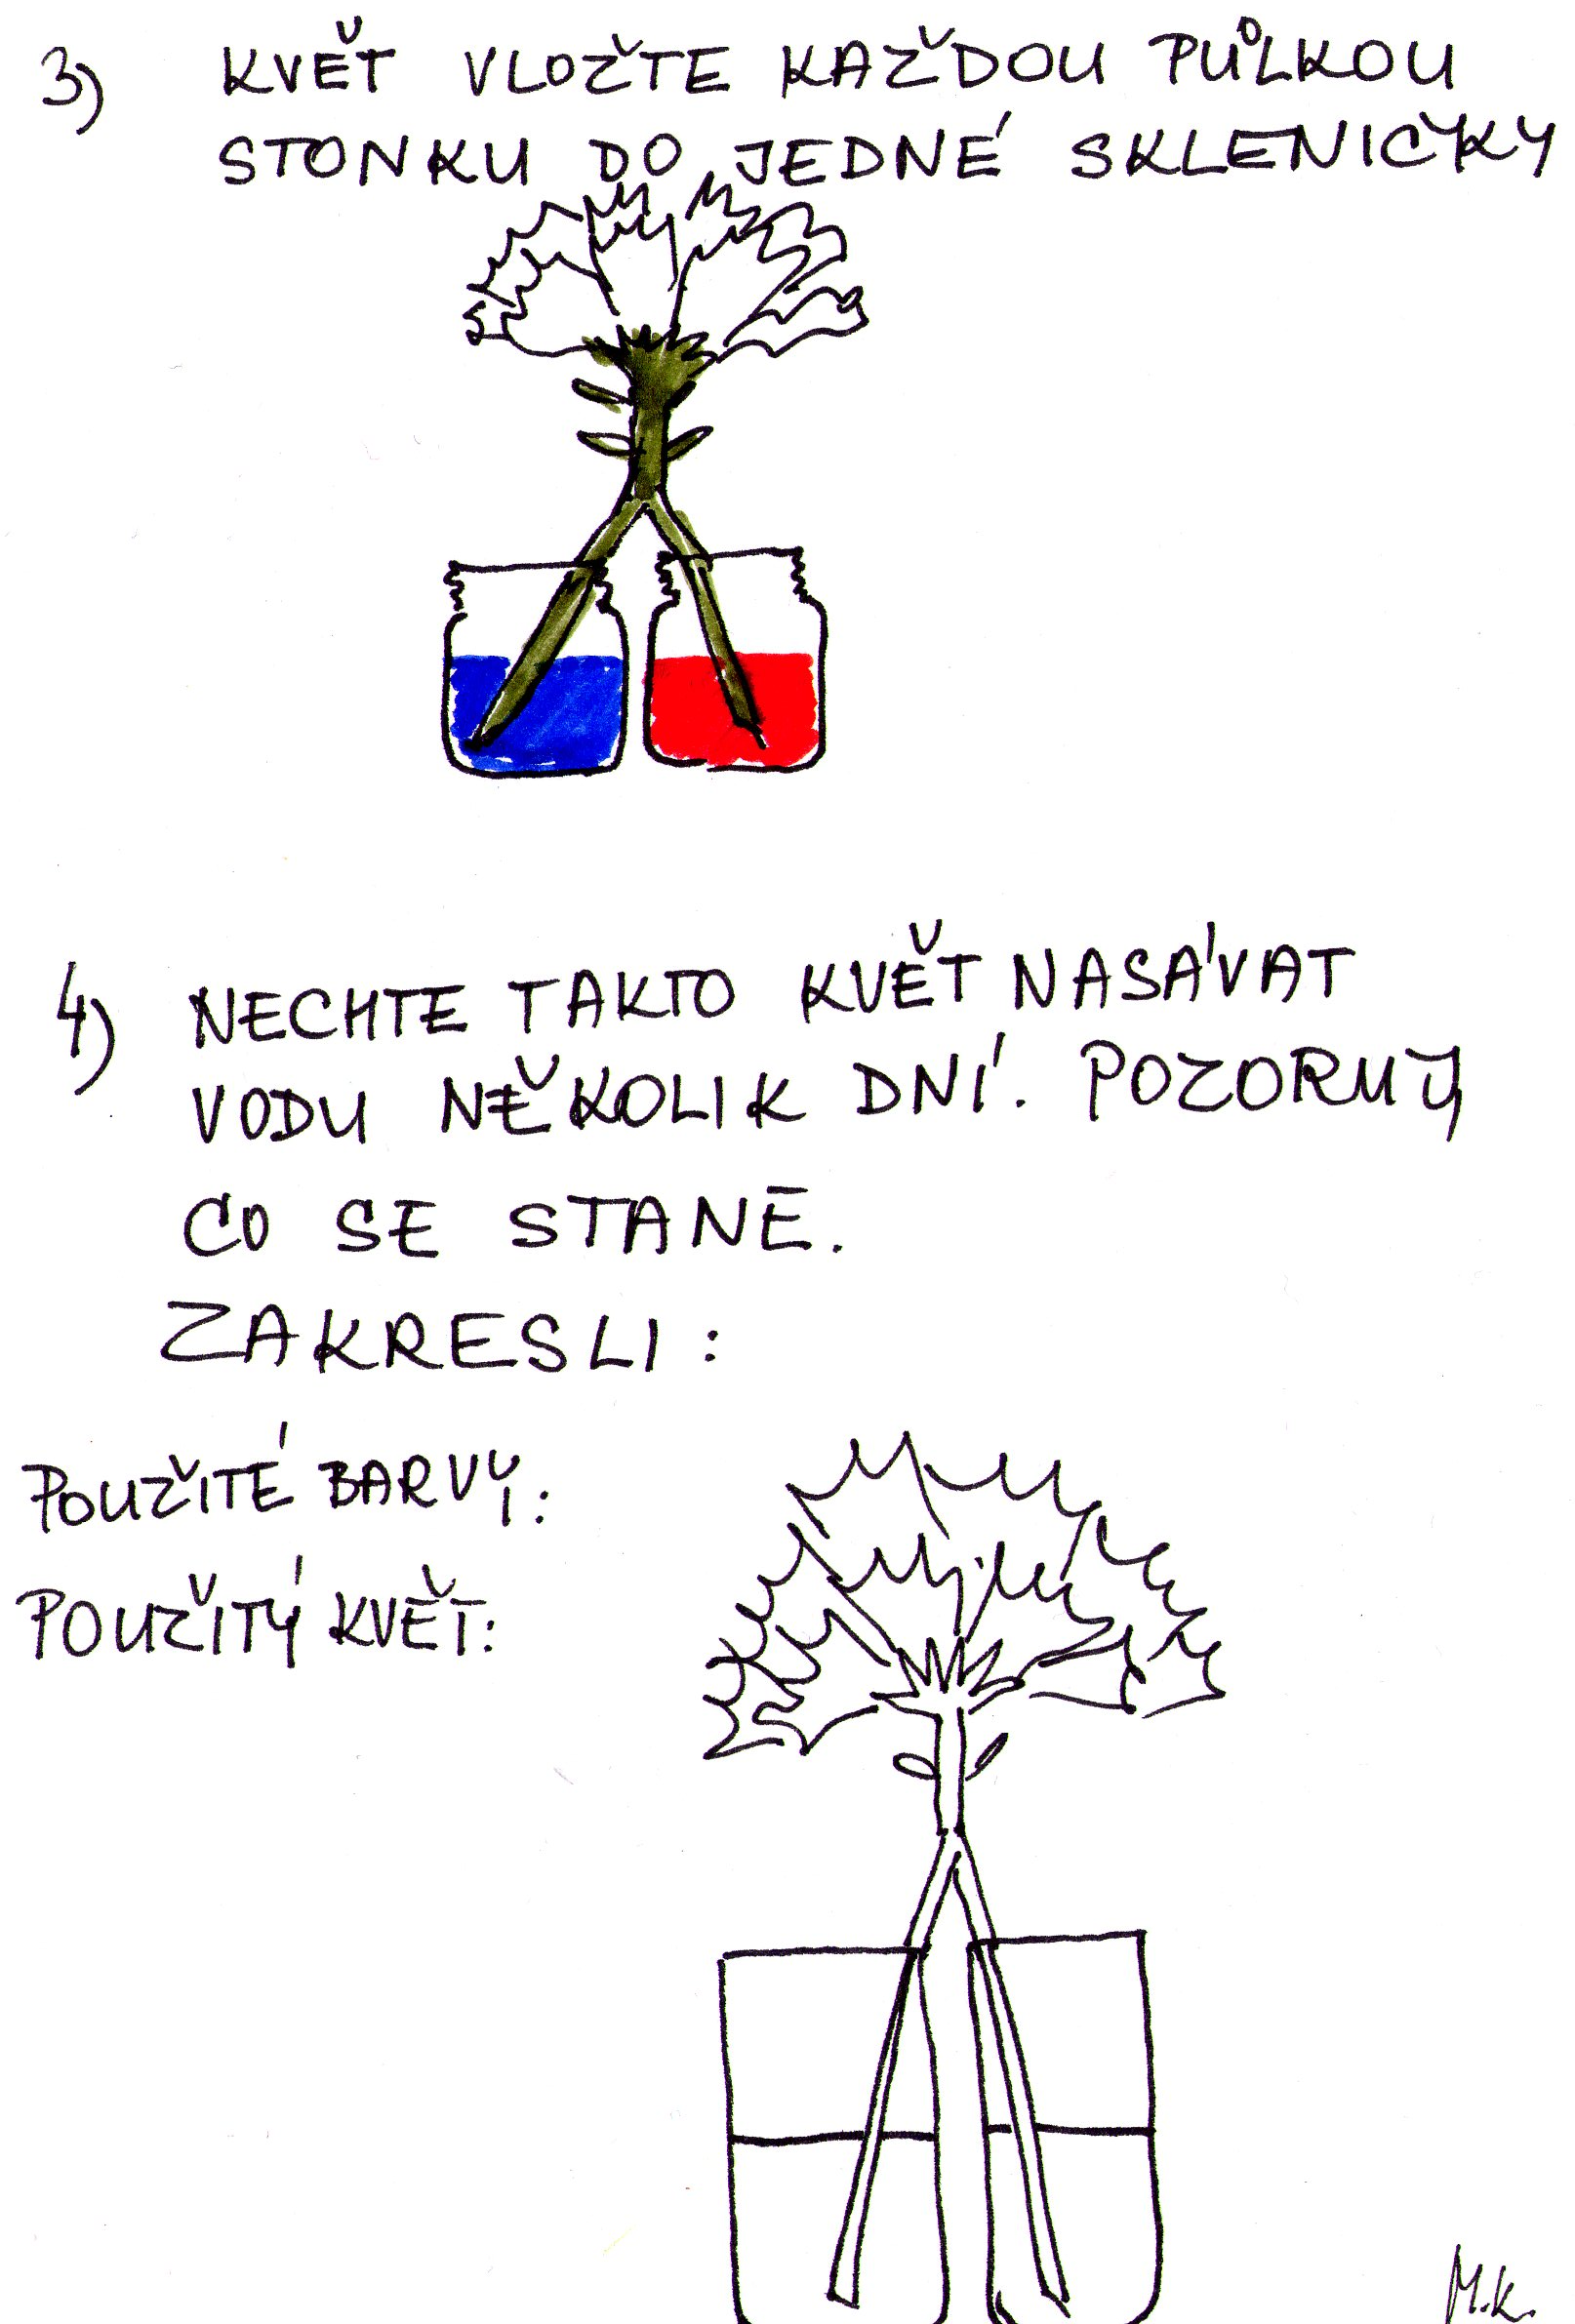 3) KVĚT VLOŽTE KAŽDOU PŮLKOU
STONKU DO JEDNÉ SKLENIČKY
4) NECHTE TAKTO KVĚT NASÁVAT
VODU NĚKOLIK DNÍ. POZORUJ,
CO SE STANE.
ZAKRESLI:
POUŽITÉ BARVY:
POUŽITÝ KVĚT:
M.K.